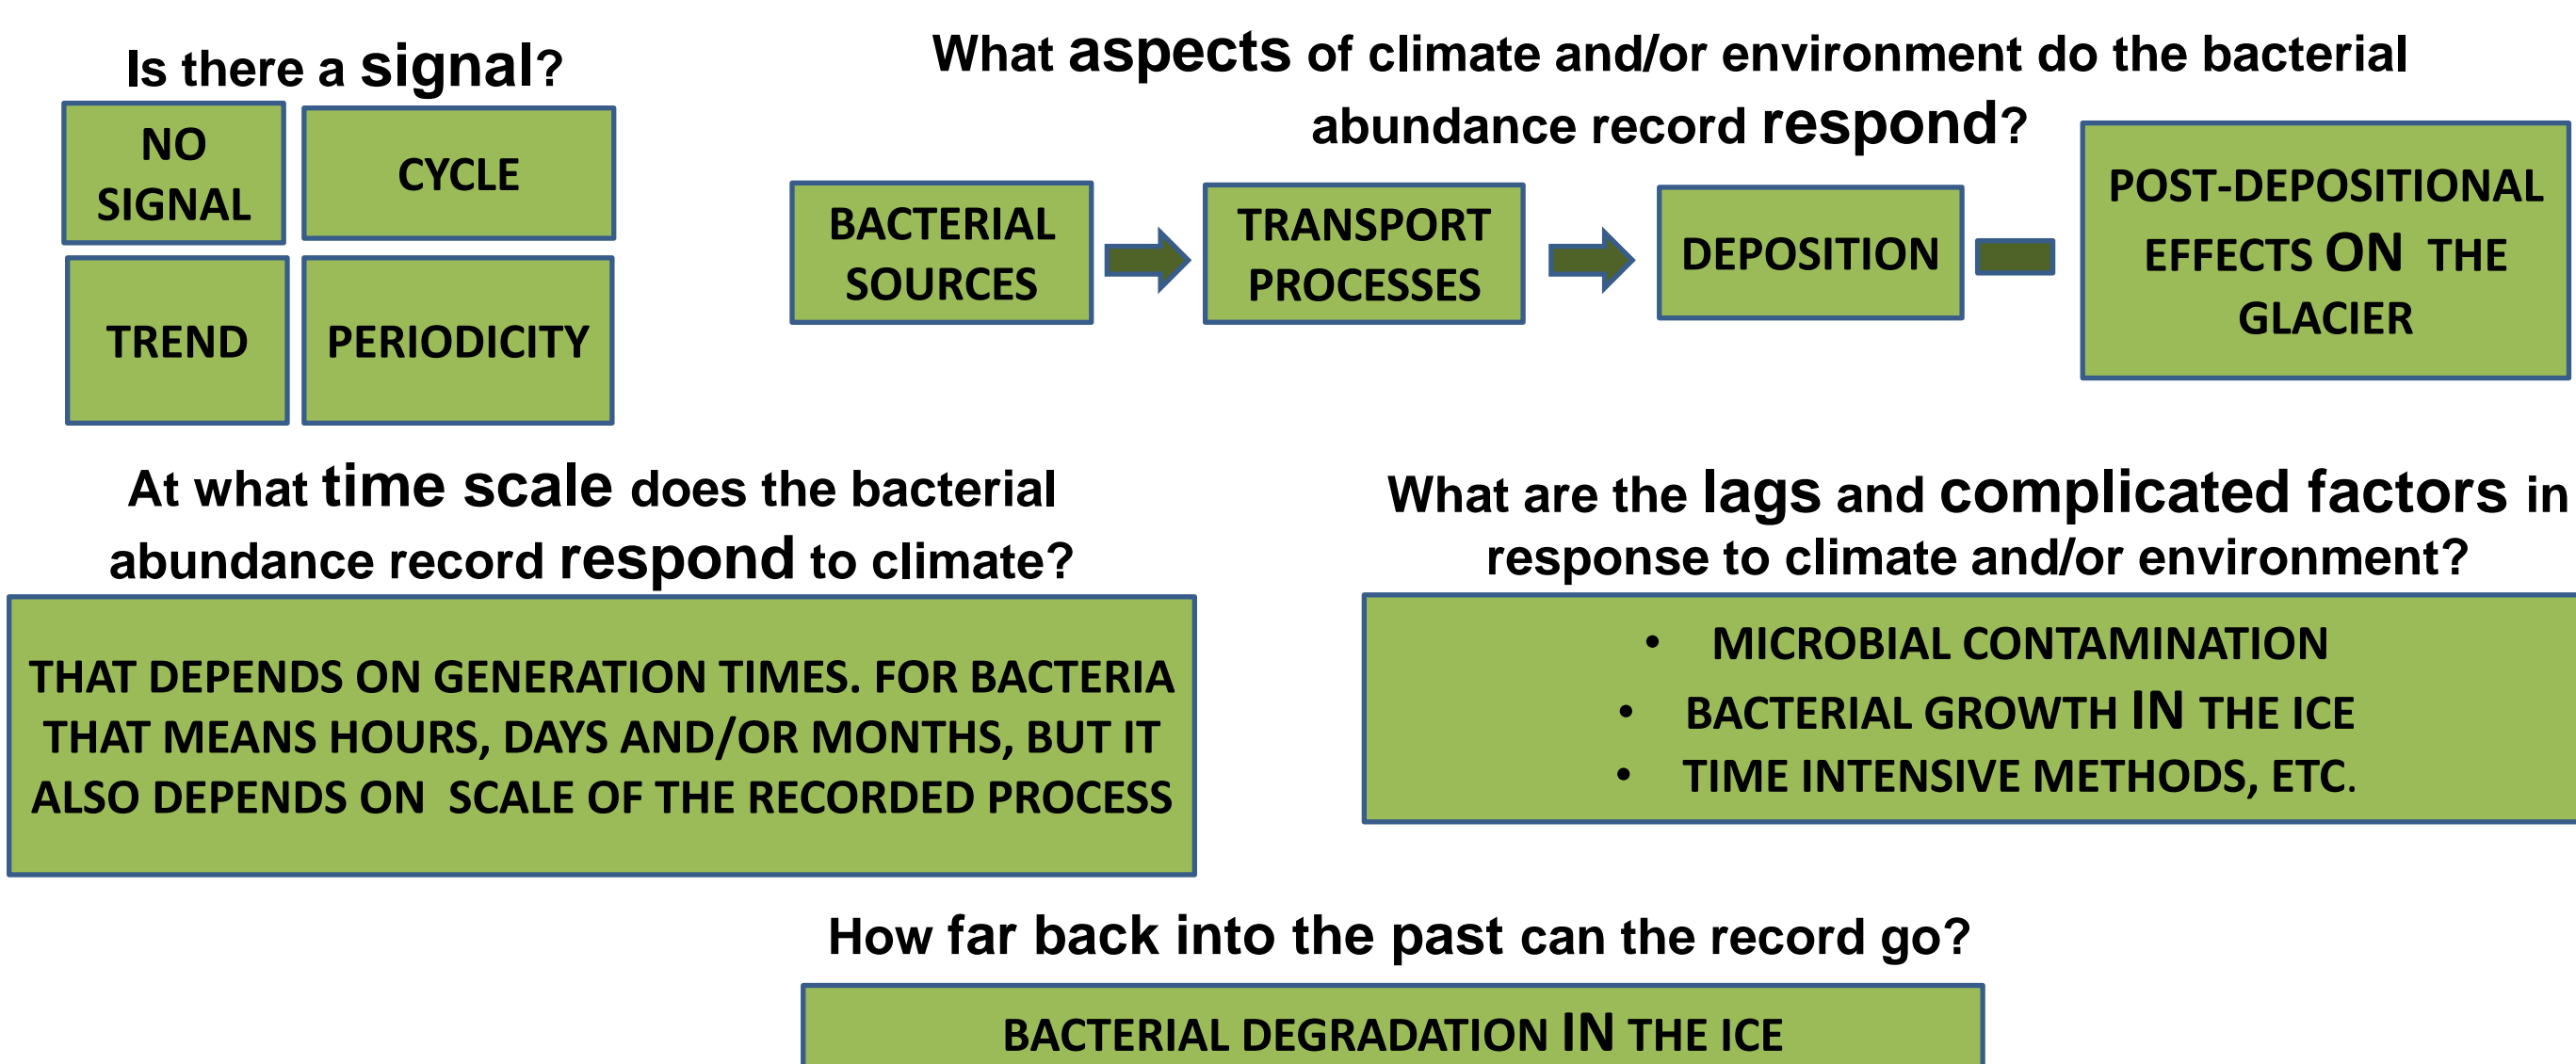 Is there a signal?
NO
SIGNAL
CYCLE
TREND
PERIODICITY
What aspects of climate and/or environment do the bacterial
abundance record respond?
BACTERIAL
SOURCES
TRANSPORT
PROCESSES
DEPOSITION
POST-DEPOSITIONAL
EFFECTS ON THE
GLACIER
At what time scale does the bacterial
abundance record respond to climate?
THAT DEPENDS ON GENERATION TIMES. FOR BACTERIA
THAT MEANS HOURS, DAYS AND/OR MONTHS, BUT IT
ALSO DEPENDS ON SCALE OF THE RECORDED PROCESS
What are the lags and complicated factors in
response to climate and/or environment?
• MICROBIAL CONTAMINATION
• BACTERIAL GROWTH IN THE ICE
• TIME INTENSIVE METHODS, ETC.
How far back into the past can the record go?
BACTERIAL DEGRADATION IN THE ICE